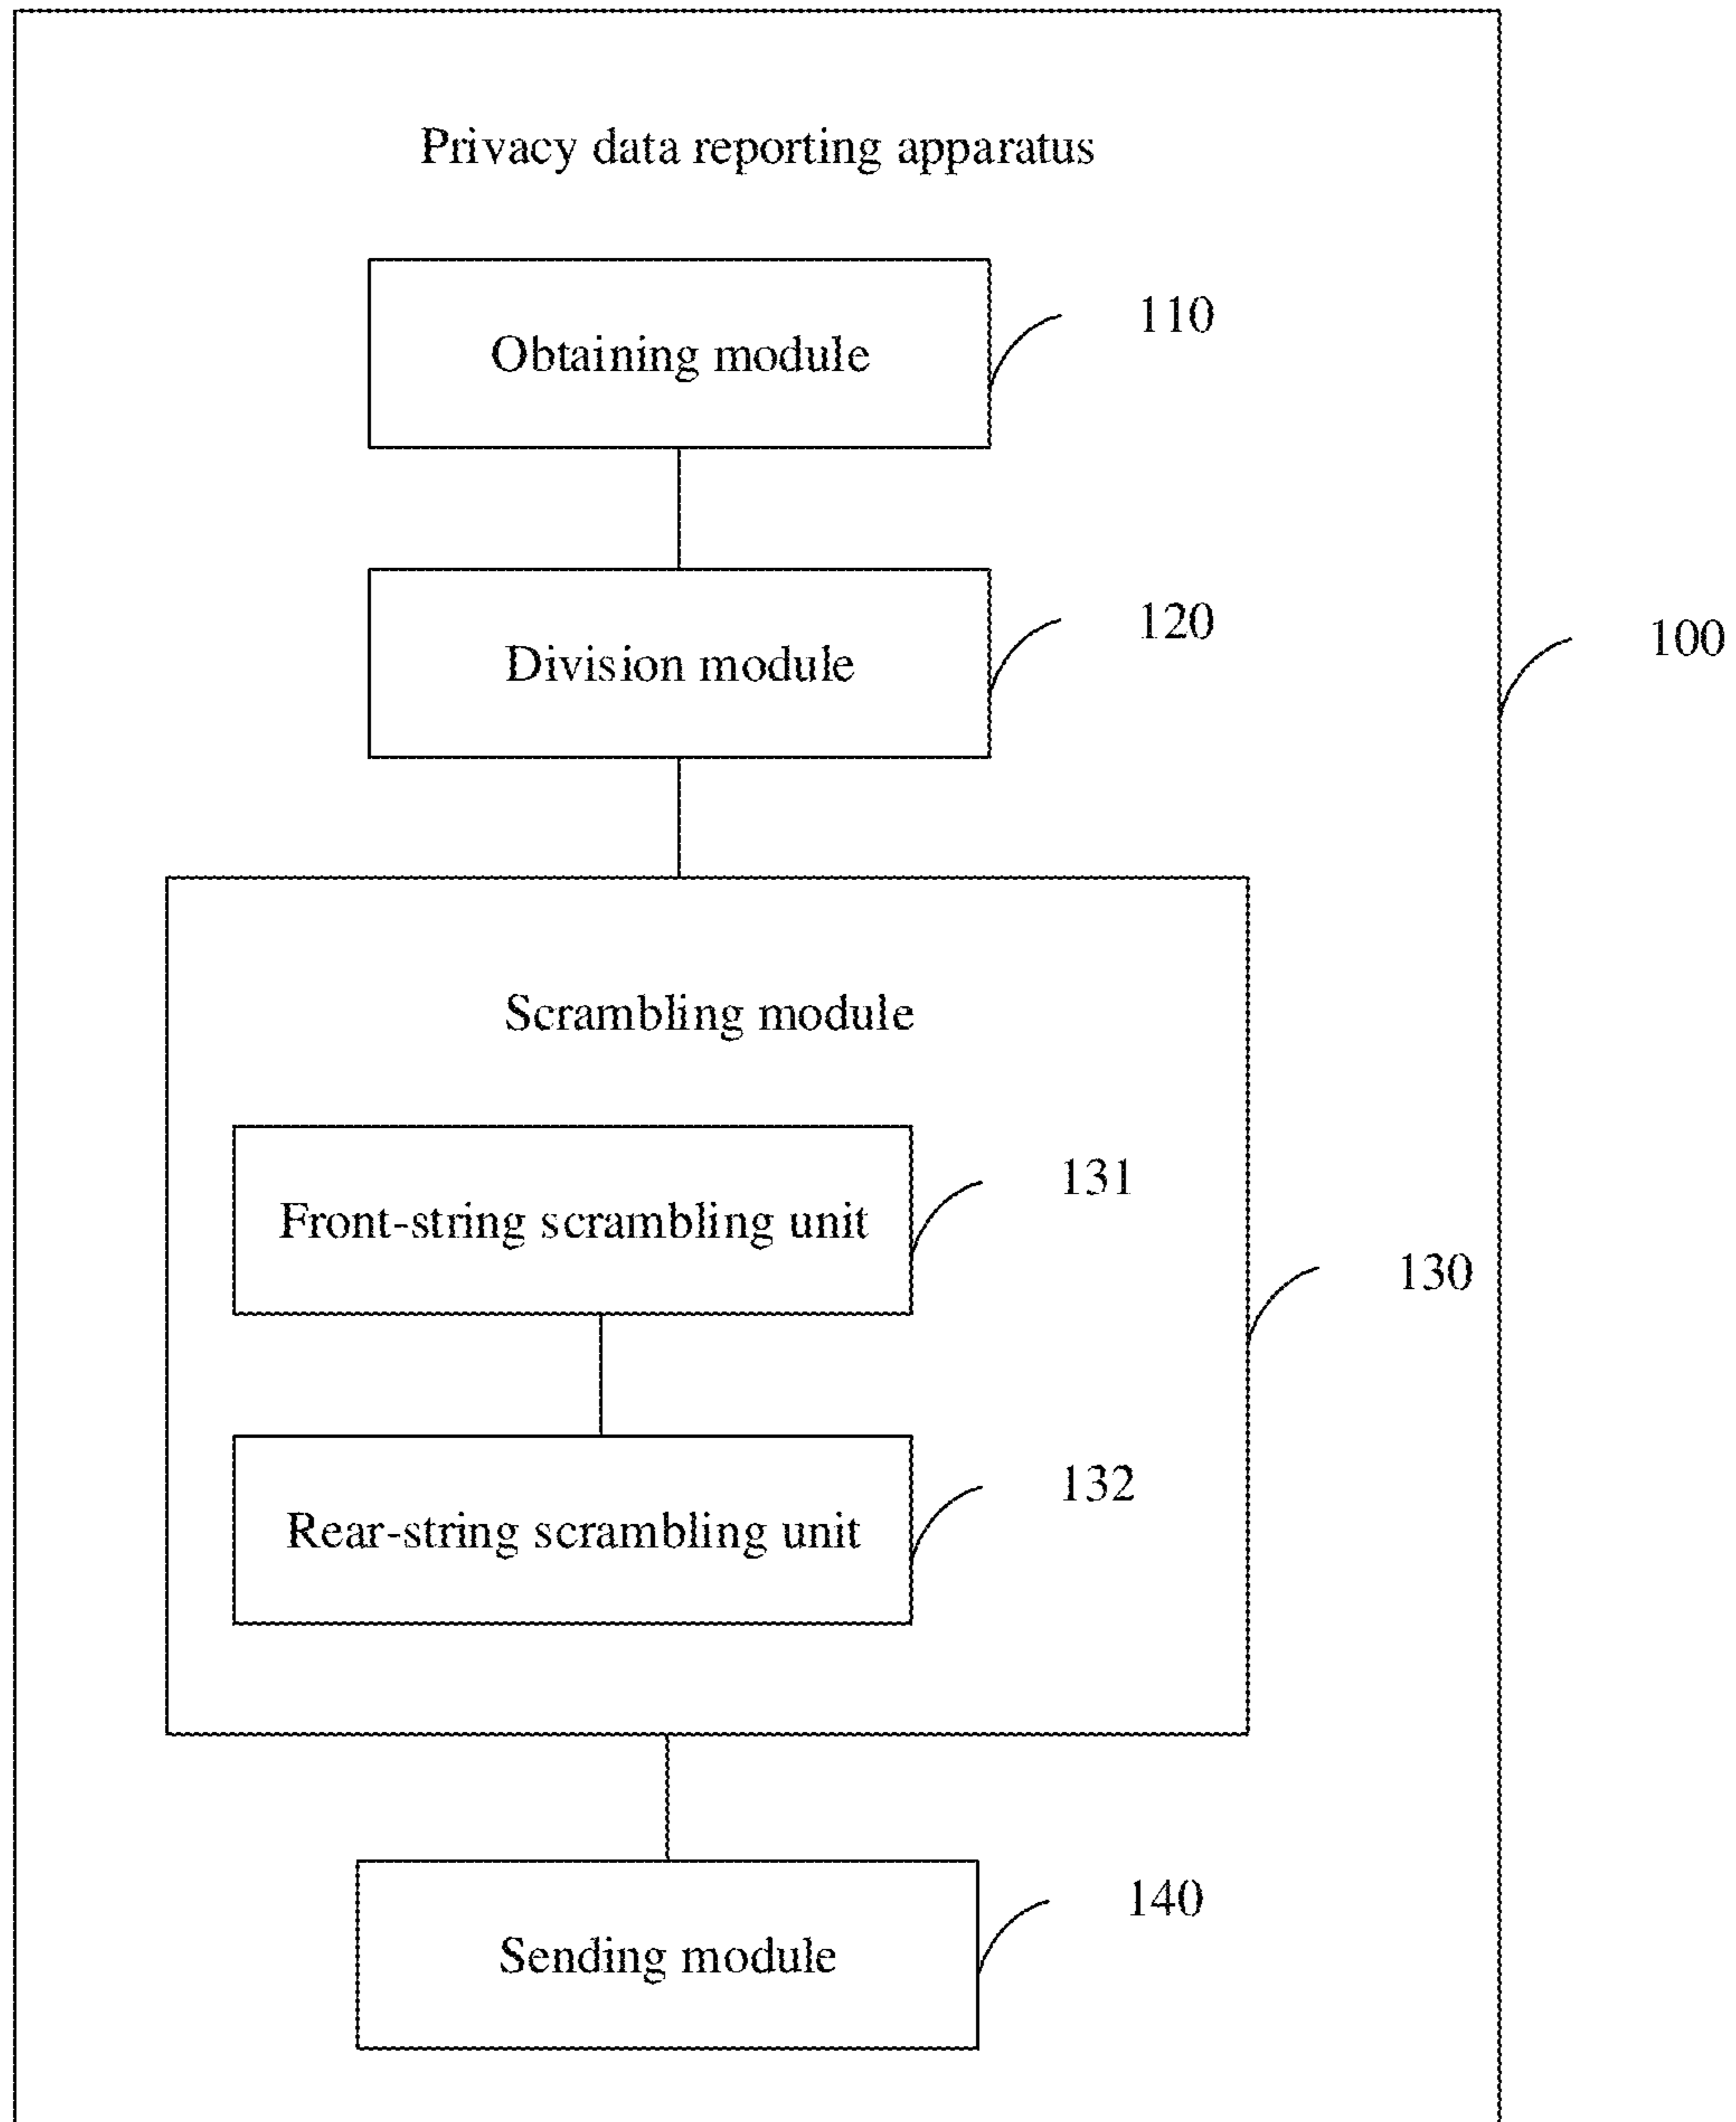 Privacy data reporting apparatus
110
Obtaining module
120
100
Division module
Scrambling module
131
Front-string scrambling unit
130
132
Rear-string scrambling unit
140
Sending module